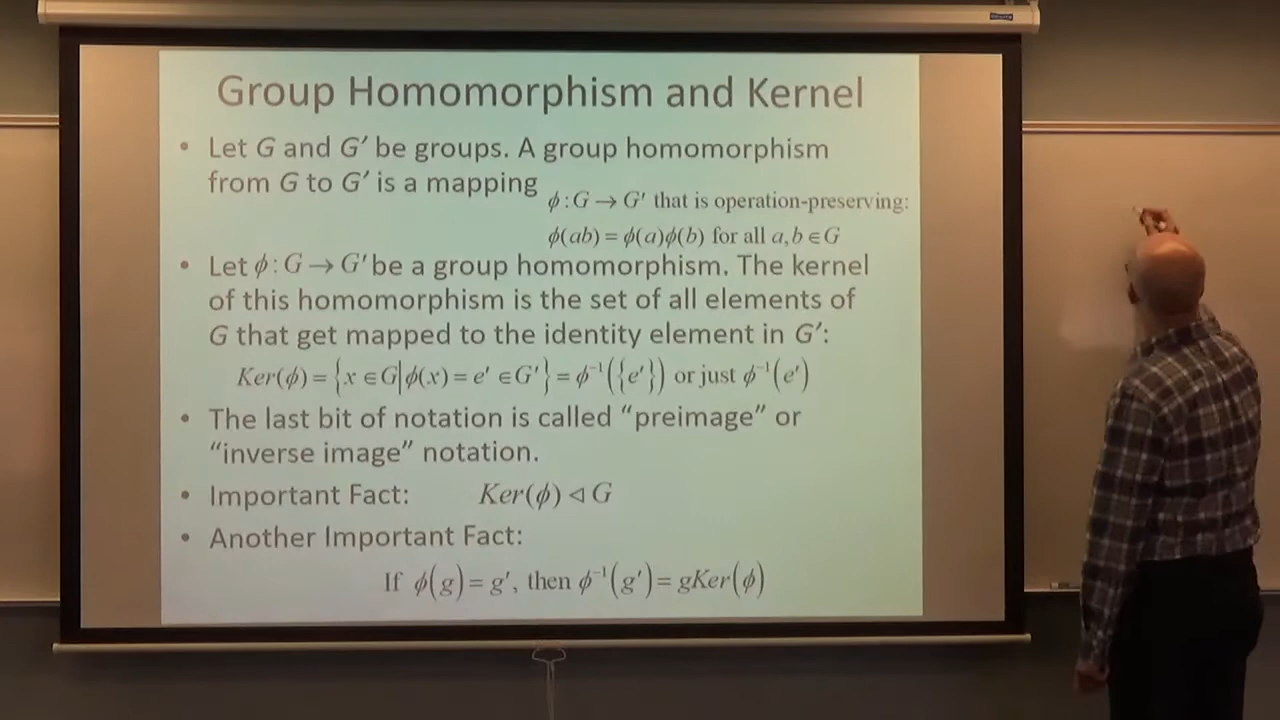 Group Homomorphism and Kernel
• Let G and G′ be groups. A group homomorphism
from G to G′ is a mapping
ϕ : G → G′ that is operation-preserving:
ϕ(ab) = ϕ(a)ϕ(b) for all a, b ∈ G
• Let ϕ : G → G′ be a group homomorphism. The kernel
of this homomorphism is the set of all elements of
G that get mapped to the identity element in G′:
Ker(ϕ) = {x ∈ G|ϕ(x) = e′ ∈ G′} = ϕ⁻¹({e′}) or just ϕ⁻¹(e′)
• The last bit of notation is called “preimage” or
“inverse image” notation.
• Important Fact: Ker(ϕ) ◁ G
• Another Important Fact:
If ϕ(g) = g′, then ϕ⁻¹(g′) = gKer(ϕ)